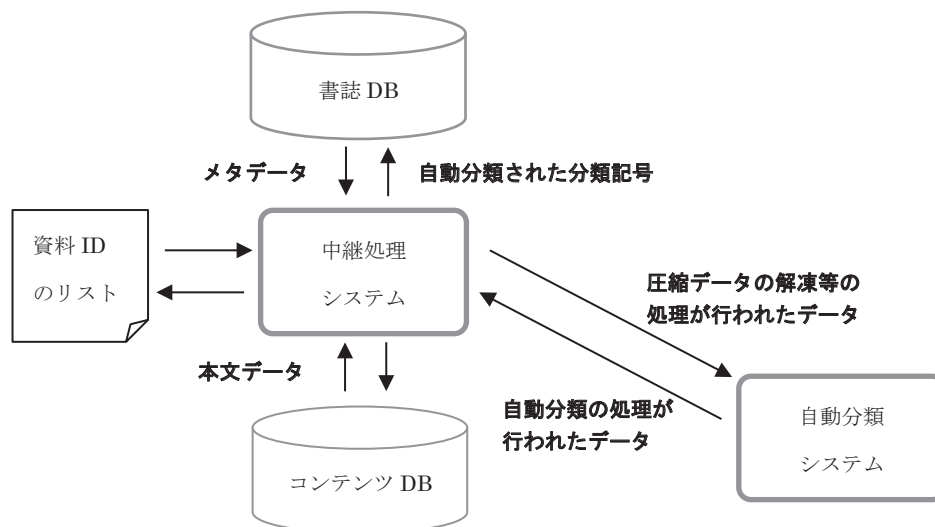 書誌 DB
メタデータ
自動分類された分類記号
資料 ID
のリスト
中継処理
システム
圧縮データの解凍等の
処理が行われたデータ
本文データ
自動分類の処理が
行われたデータ
自動分類
システム
コンテンツ DB